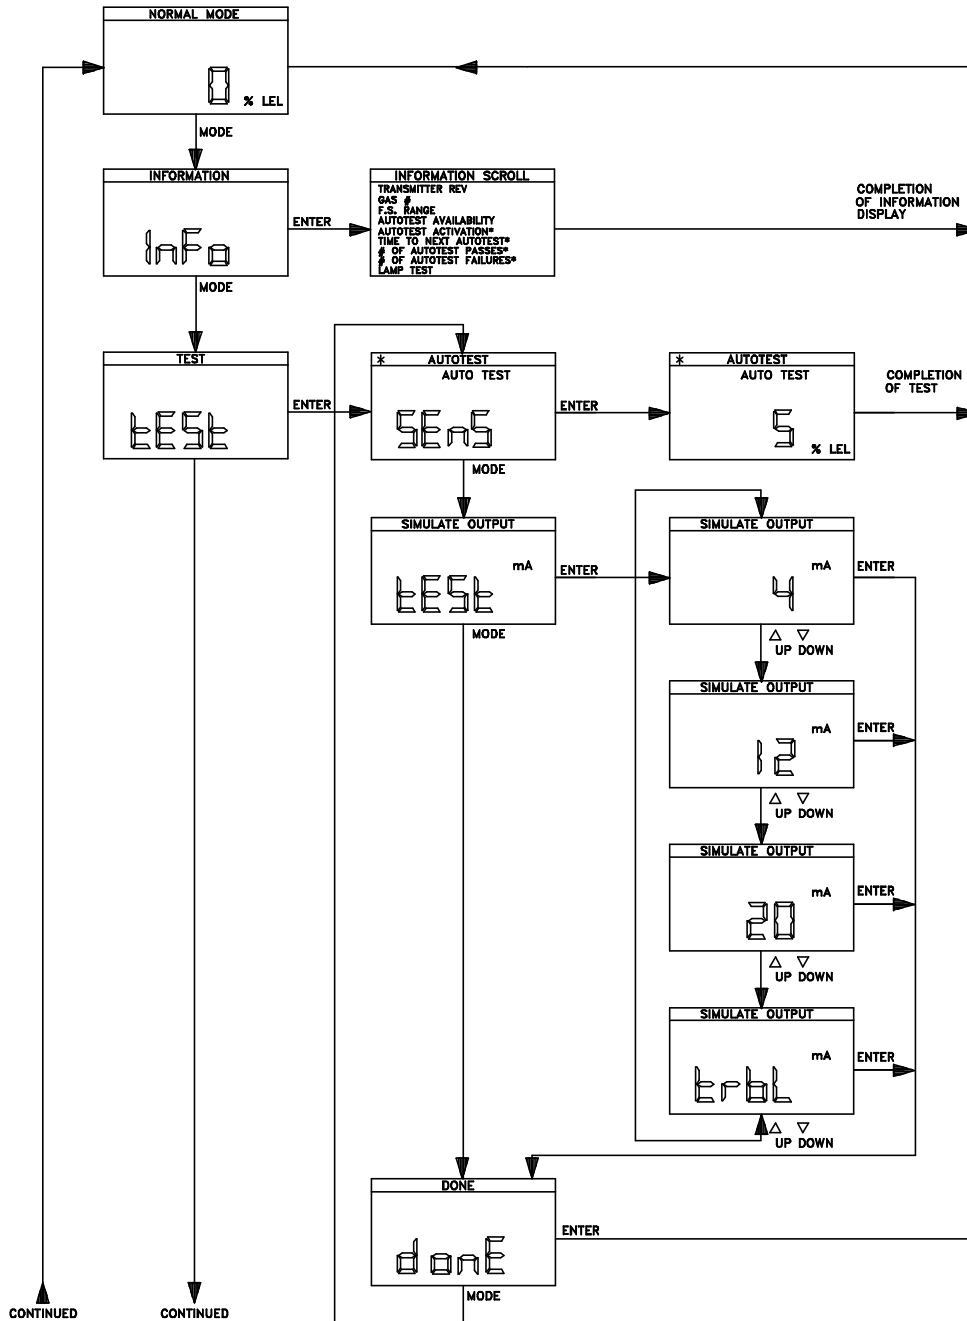 NORMAL MODE
0
% LEL
MODE
INFORMATION
InFo
ENTER
MODE
INFORMATION SCROLL
TRANSMITTER REV
GAS #
F.S. RANGE
AUTOTEST AVAILABILITY
AUTOTEST ACTIVATION*
TIME TO NEXT AUTOTEST*
# OF AUTOTEST PASSES*
# OF AUTOTEST FAILURES*
LAMP TEST
COMPLETION
OF INFORMATION
DISPLAY
TEST
tESt
ENTER
* AUTOTEST
AUTO TEST
SEnS
ENTER
MODE
* AUTOTEST
AUTO TEST
5
% LEL
COMPLETION
OF TEST
SIMULATE OUTPUT
mA
tESt
ENTER
MODE
SIMULATE OUTPUT
mA
4
ENTER
△ ▽
UP DOWN
SIMULATE OUTPUT
mA
12
ENTER
△ ▽
UP DOWN
SIMULATE OUTPUT
mA
20
ENTER
△ ▽
UP DOWN
SIMULATE OUTPUT
mA
trbL
ENTER
△ ▽
UP DOWN
DONE
donE
ENTER
MODE
CONTINUED
CONTINUED